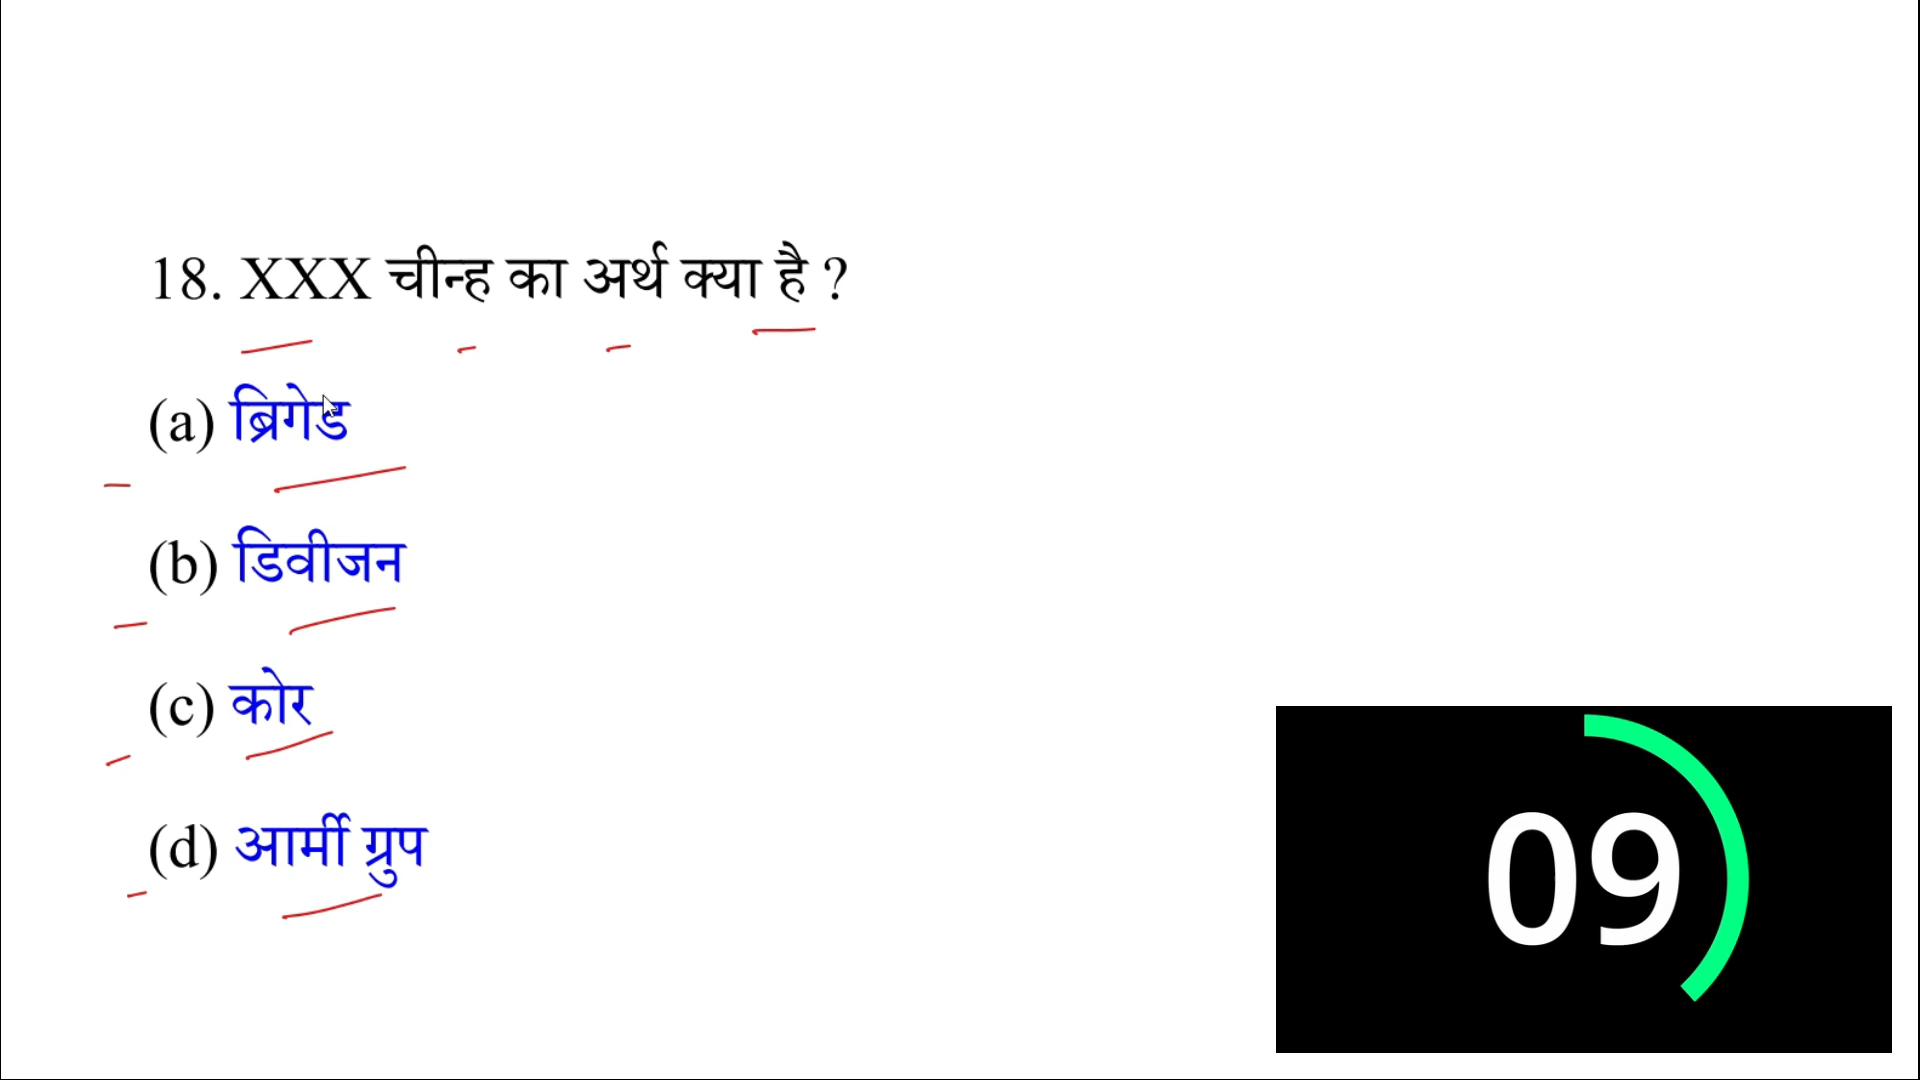 18. XXX चीन्ह का अर्थ क्या है ?
(a) ब्रिगेड
(b) डिवीजन
(c) कोर
(d) आर्मी ग्रुप
09